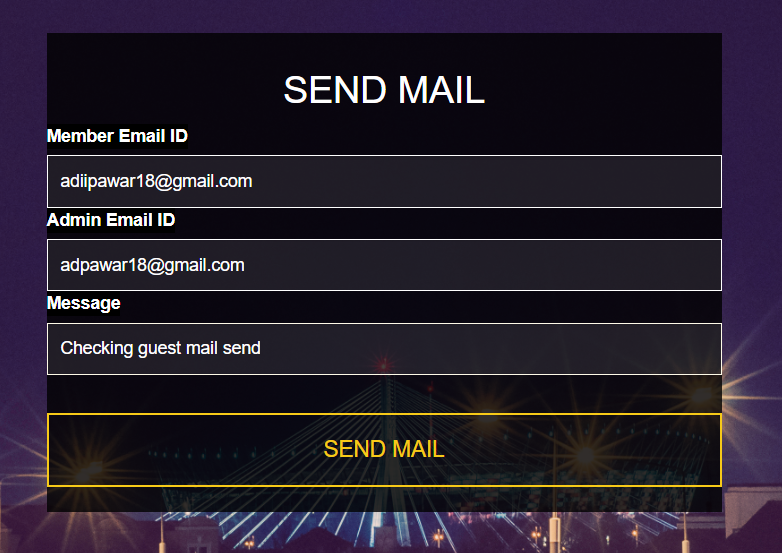 SEND MAIL
Member Email ID
adiipawar18@gmail.com
Admin Email ID
adpawar18@gmail.com
Message
Checking guest mail send
SEND MAIL